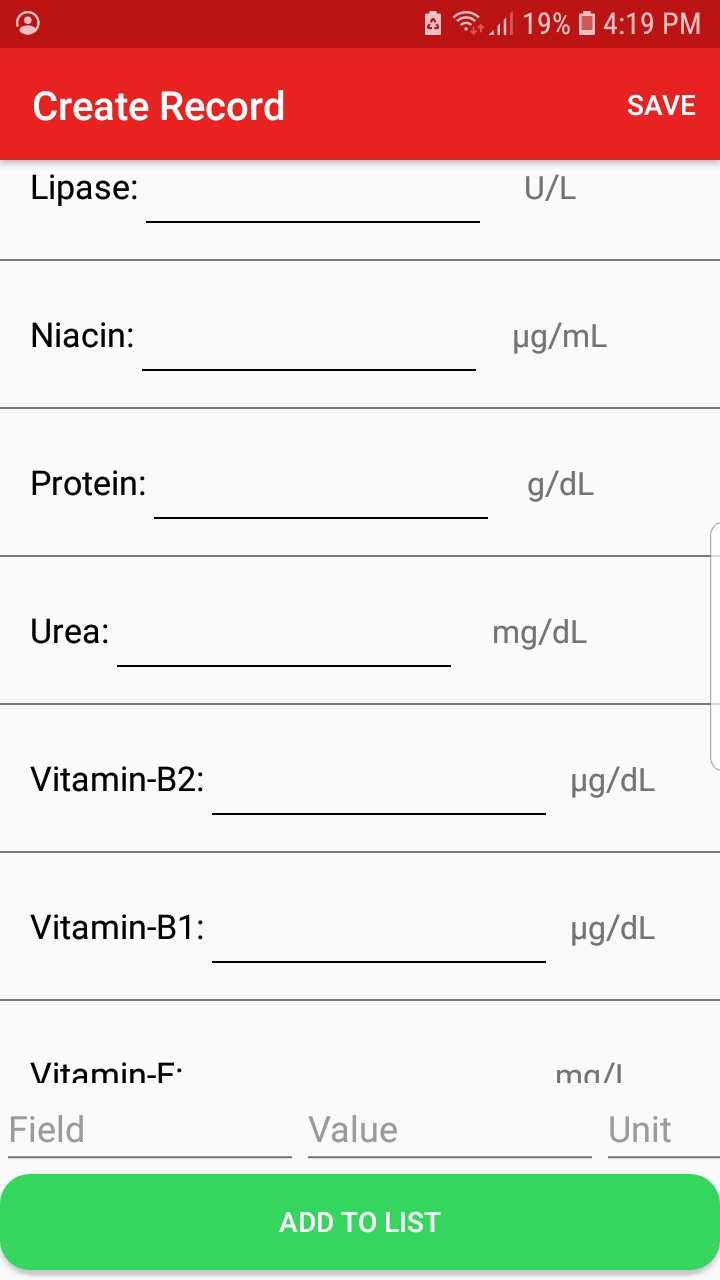 19% 4:19 PM
Create Record SAVE
Lipase: U/L
Niacin: µg/mL
Protein: g/dL
Urea: mg/dL
Vitamin-B2: µg/dL
Vitamin-B1: µg/dL
Vitamin-E: mg/L
Field Value Unit
ADD TO LIST